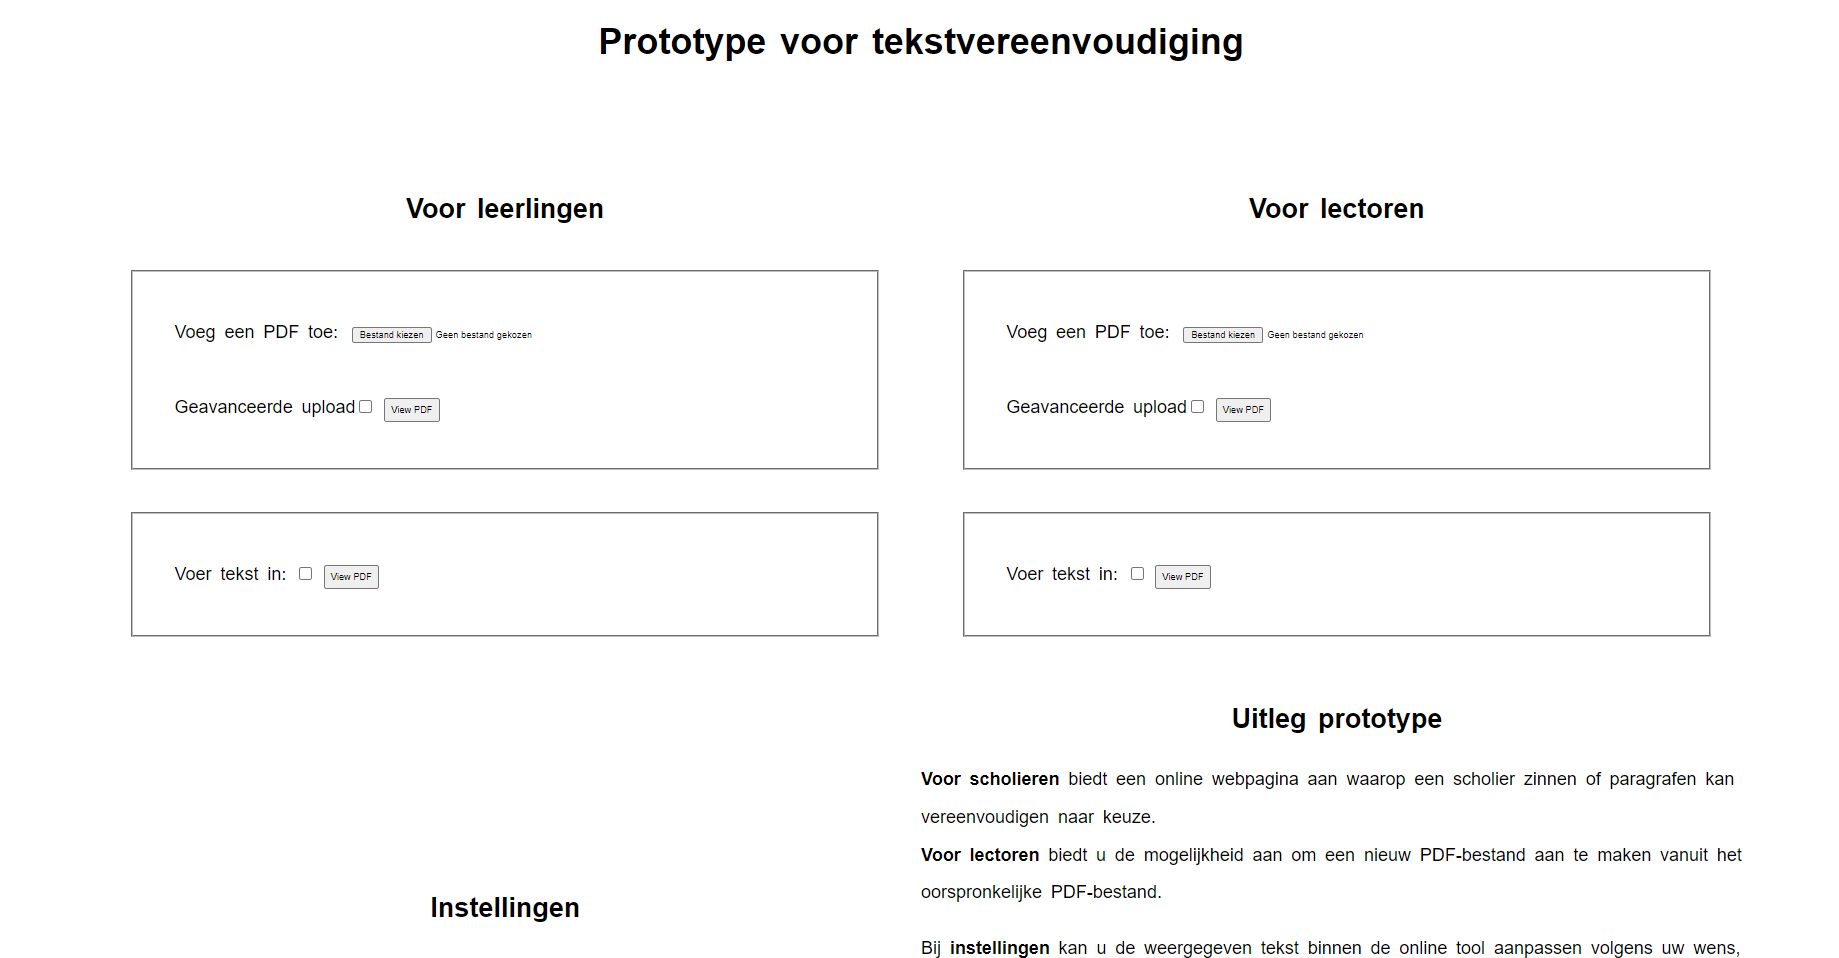 Prototype voor tekstvereenvoudiging
Voor leerlingen
Voeg een PDF toe: Bestand kiezen Geen bestand gekozen
Geavanceerde upload View PDF
Voer tekst in: View PDF
Voor lectoren
Voeg een PDF toe: Bestand kiezen Geen bestand gekozen
Geavanceerde upload View PDF
Voer tekst in: View PDF
Instellingen
Uitleg prototype
Voor scholieren biedt een online webpagina aan waarop een scholier zinnen of paragrafen kan
vereenvoudigen naar keuze.
Voor lectoren biedt u de mogelijkheid aan om een nieuw PDF-bestand aan te maken vanuit het
oorspronkelijke PDF-bestand.
Bij instellingen kan u de weergegeven tekst binnen de online tool aanpassen volgens uw wens,